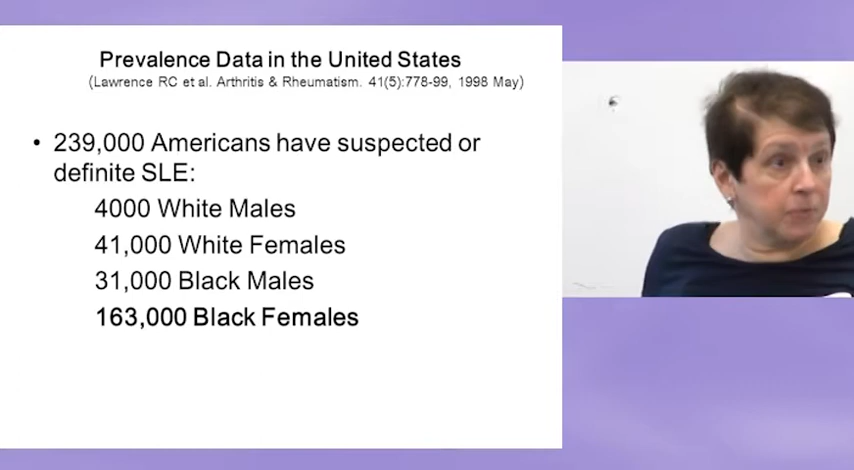 Prevalence Data in the United States
(Lawrence RC et al. Arthritis & Rheumatism. 41(5):778-99, 1998 May)
• 239,000 Americans have suspected or
definite SLE:
4000 White Males
41,000 White Females
31,000 Black Males
163,000 Black Females